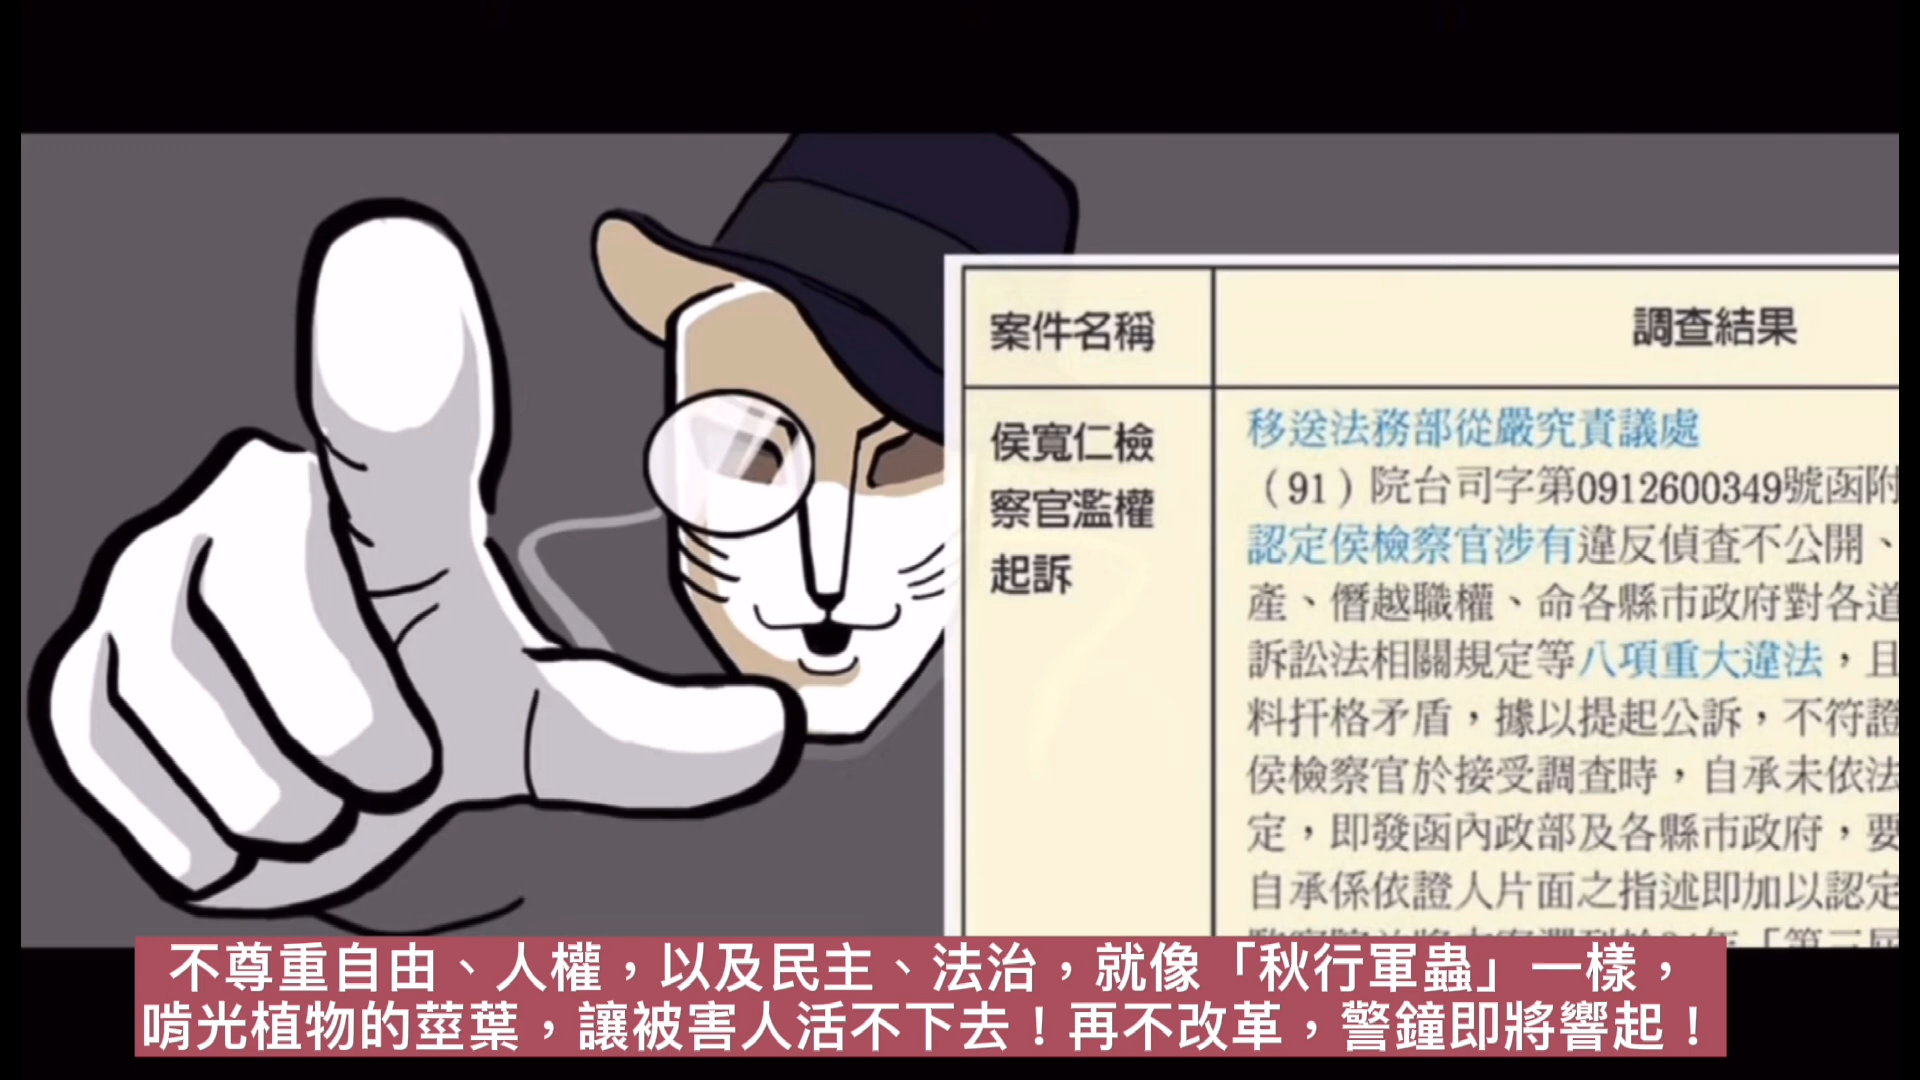 案件名稱
調查結果
侯寬仁檢
察官濫權
起訴
移送法務部從嚴究責議處
（91）院台司字第0912600349號函附
認定侯檢察官涉有違反偵查不公開、
產、僭越職權、命各縣市政府對各道
訴訟法相關規定等八項重大違法，且
料扞格矛盾，據以提起公訴，不符證
侯檢察官於接受調查時，自承未依法
定，即發函內政部及各縣市政府，要
自承係依證人片面之指述即加以認定
不尊重自由、人權，以及民主、法治，就像「秋行軍蟲」一樣，
啃光植物的莖葉，讓被害人活不下去！再不改革，警鐘即將響起！